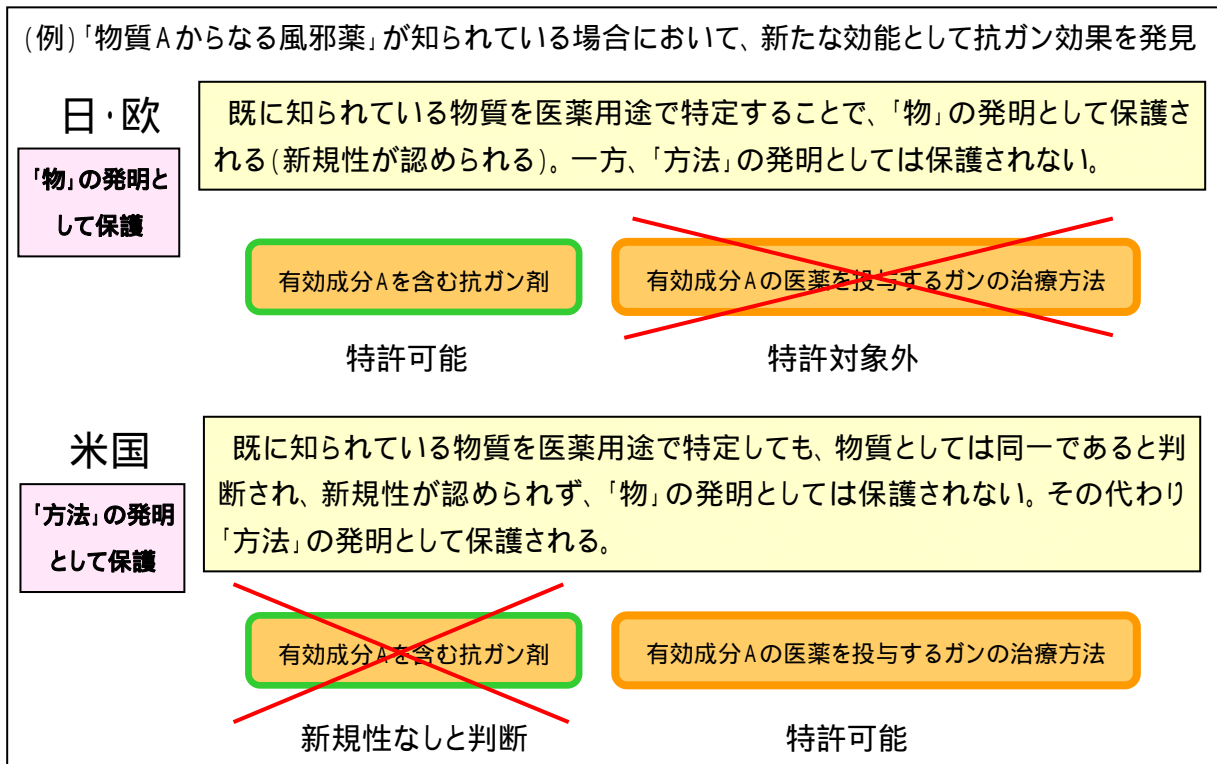 (例)「物質Aからなる風邪薬」が知られている場合において、新たな効能として抗ガン効果を発見
日・欧
「物」の発明と
して保護
既に知られている物質を医薬用途で特定することで、「物」の発明として保護さ
れる(新規性が認められる)。一方、「方法」の発明としては保護されない。
有効成分Aを含む抗ガン剤
有効成分Aの医薬を投与するガンの治療方法
特許可能
特許対象外
米国
「方法」の発明
として保護
既に知られている物質を医薬用途で特定しても、物質としては同一であると判
断され、新規性が認められず、「物」の発明としては保護されない。その代わり
「方法」の発明として保護される。
有効成分Aを含む抗ガン剤
有効成分Aの医薬を投与するガンの治療方法
新規性なしと判断
特許可能